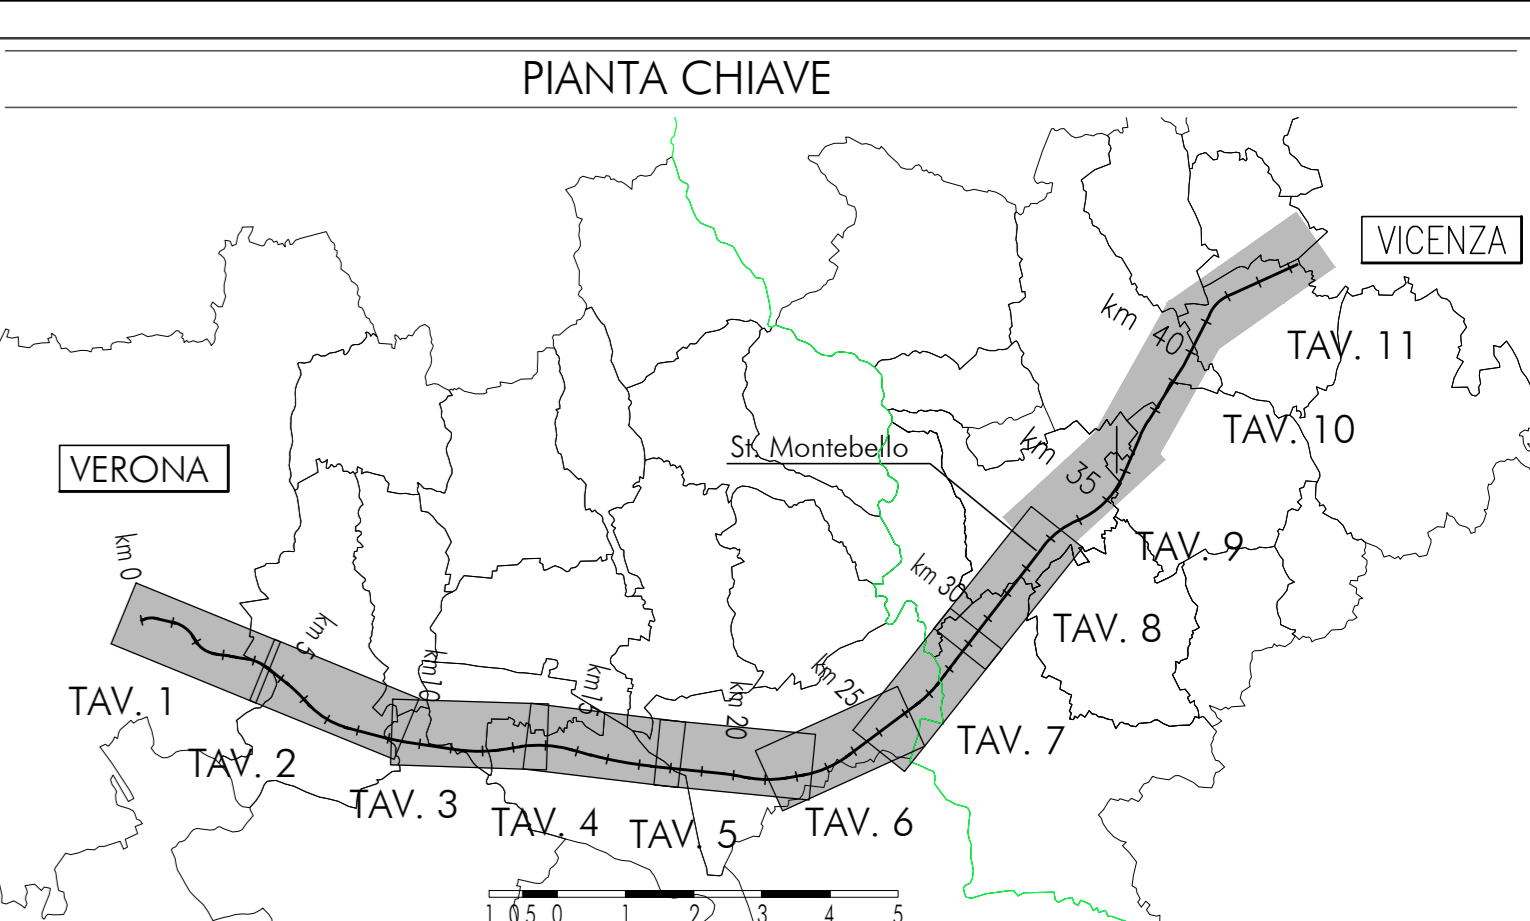 PIANTA CHIAVE
VICENZA
km 40
TAV. 11
TAV. 10
km 35
St. Montebello
VERONA
TAV. 9
km 0
km 30
TAV. 8
km 5
km 10
km 15
km 20
km 25
TAV. 1
TAV. 2
TAV. 3
TAV. 4
TAV. 5
TAV. 6
TAV. 7
1 0.5 0 1 2 3 4 5